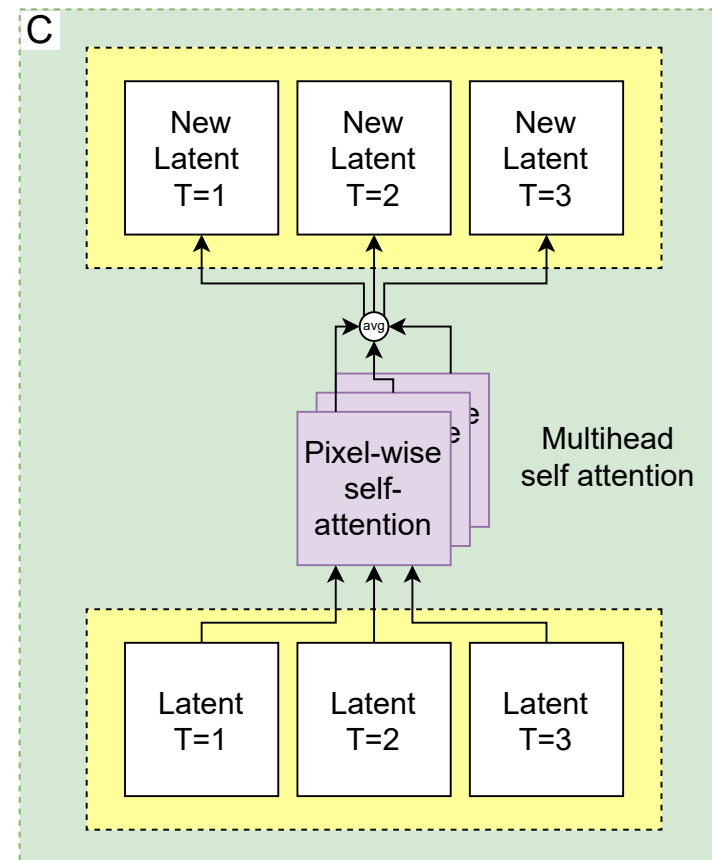 C
New
Latent
T=1
New
Latent
T=2
New
Latent
T=3
avg
Pixel-wise
self-
attention
e
e
Multihead
self attention
Latent
T=1
Latent
T=2
Latent
T=3